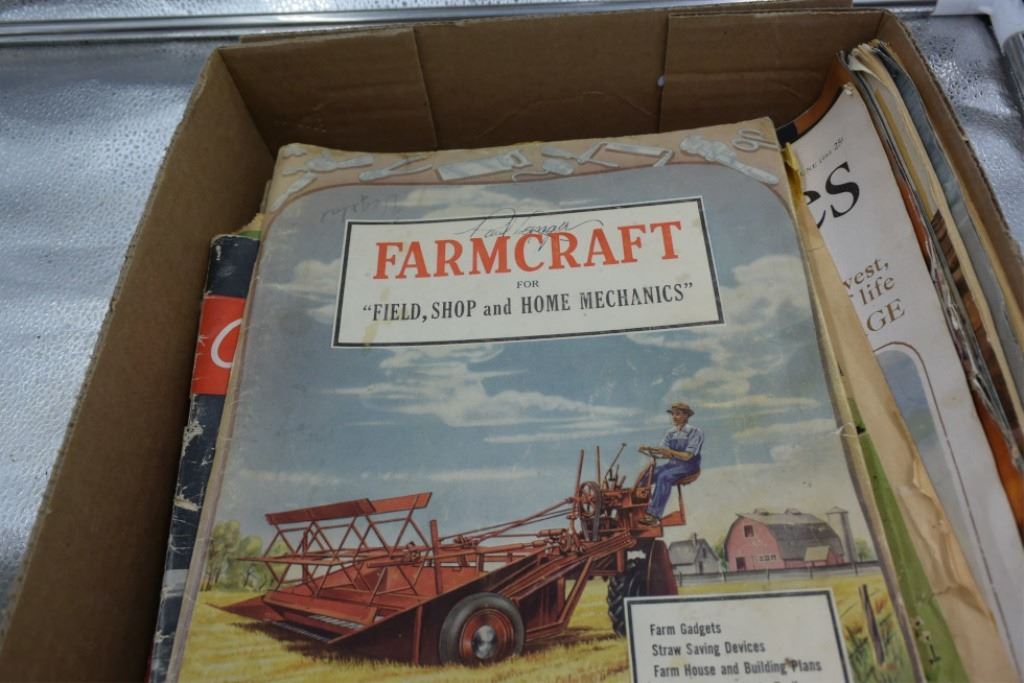 FARMCRAFT
FOR
"FIELD, SHOP and HOME MECHANICS"
Farm Gadgets
Straw Saving Devices
Farm House and Building Plans
es
vest,
life
GE
C